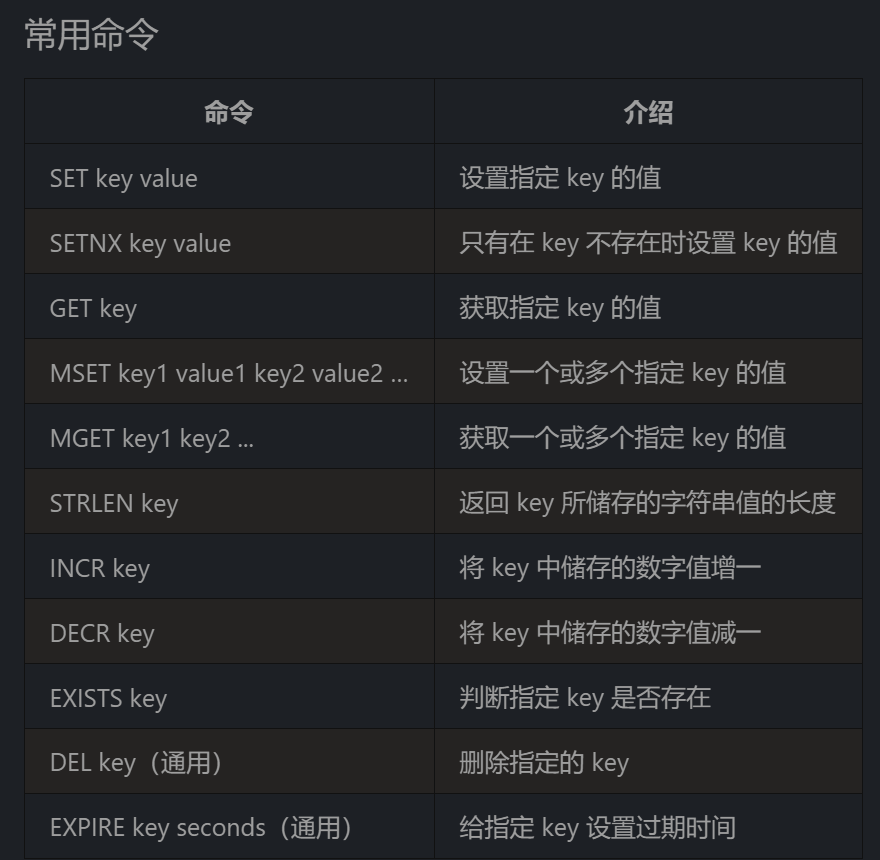 常用命令
命令 介绍
SET key value 设置指定 key 的值
SETNX key value 只有在 key 不存在时设置 key 的值
GET key 获取指定 key 的值
MSET key1 value1 key2 value2 ... 设置一个或多个指定 key 的值
MGET key1 key2 ... 获取一个或多个指定 key 的值
STRLEN key 返回 key 所储存的字符串值的长度
INCR key 将 key 中储存的数字值增一
DECR key 将 key 中储存的数字值减一
EXISTS key 判断指定 key 是否存在
DEL key（通用） 删除指定的 key
EXPIRE key seconds（通用） 给指定 key 设置过期时间